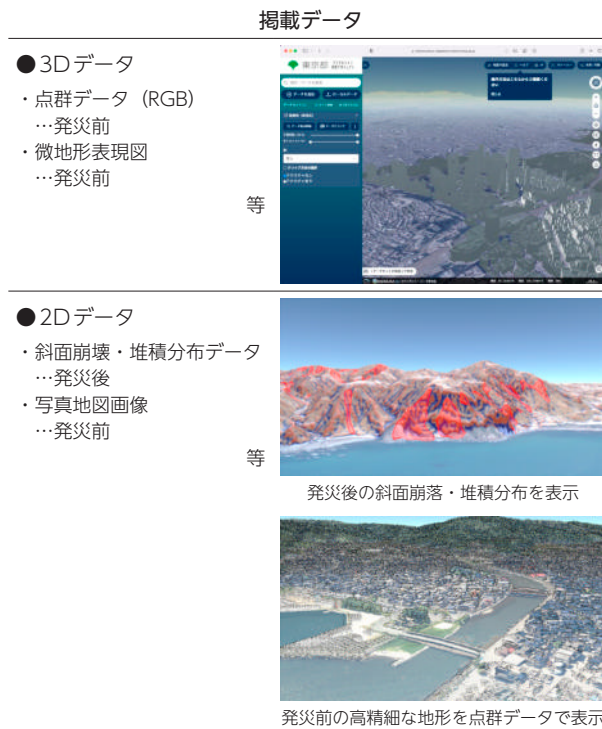 掲載データ
●3Dデータ
・点群データ（RGB）
…発災前
・微地形表現図
…発災前
等
東京都
●2Dデータ
・斜面崩壊・堆積分布データ
…発災後
・写真地図画像
…発災前
等
発災後の斜面崩落・堆積分布を表示
発災前の高精細な地形を点群データで表示